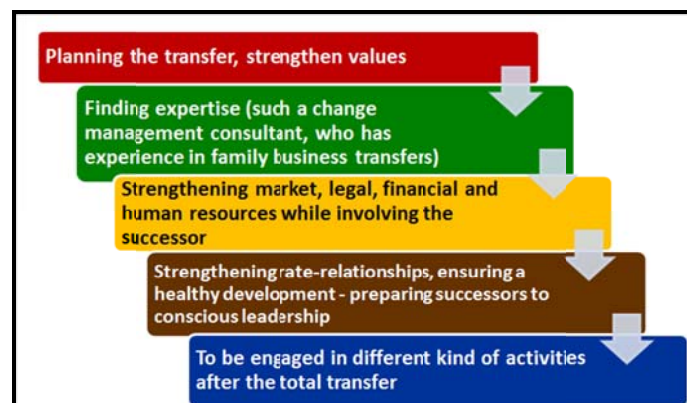 Planning the transfer, strengthen values
Finding expertise (such a change
management consultant, who has
experience in family business transfers)
Strengthening market, legal, financial and
human resources while involving the
successor
Strengthening rate-relationships, ensuring a
healthy development - preparing successors to
conscious leadership
To be engaged in different kind of activities
after the total transfer